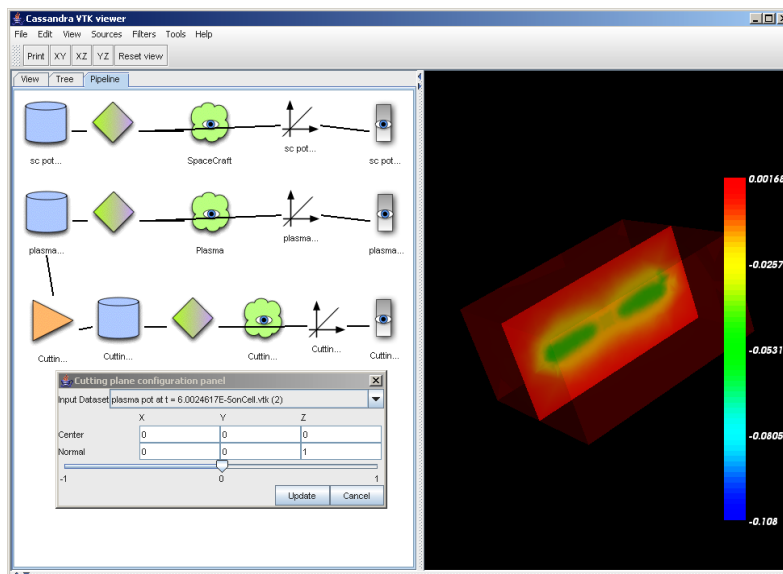 Cassandra VTK viewer
File Edit View Sources Filters Tools Help
Print XY XZ YZ Reset view
View Tree Pipeline
sc pot... SpaceCraft sc pot... sc pot...
plasma... Plasma plasma... plasma...
Cuttin... Cuttin... Cuttin... Cuttin... Cuttin...
Cutting plane configuration panel
Input Dataset plasma pot at t = 6.0024617E-5onCell.vtk (2)
X Y Z
Center 0 0 0
Normal 0 0 1
-1 0 1
Update Cancel
0.00168
-0.0257
-0.0531
-0.0805
-0.108